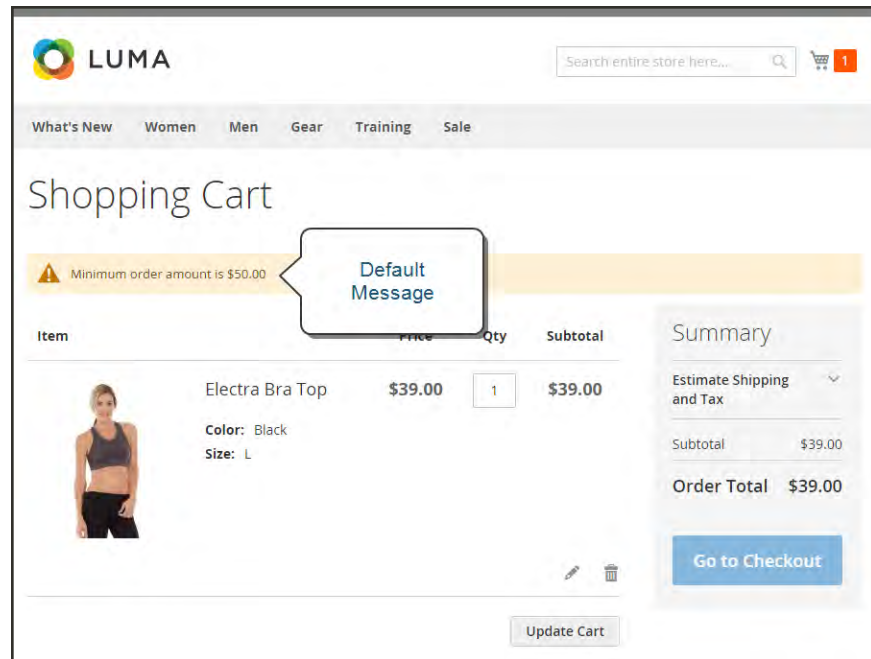 LUMA
Search entire store here...
1
What's New Women Men Gear Training Sale
Shopping Cart
Minimum order amount is $50.00
Default
Message
Item Price Qty Subtotal
Electra Bra Top $39.00 1 $39.00
Color: Black
Size: L
Summary
Estimate Shipping
and Tax
Subtotal $39.00
Order Total $39.00
Go to Checkout
Update Cart